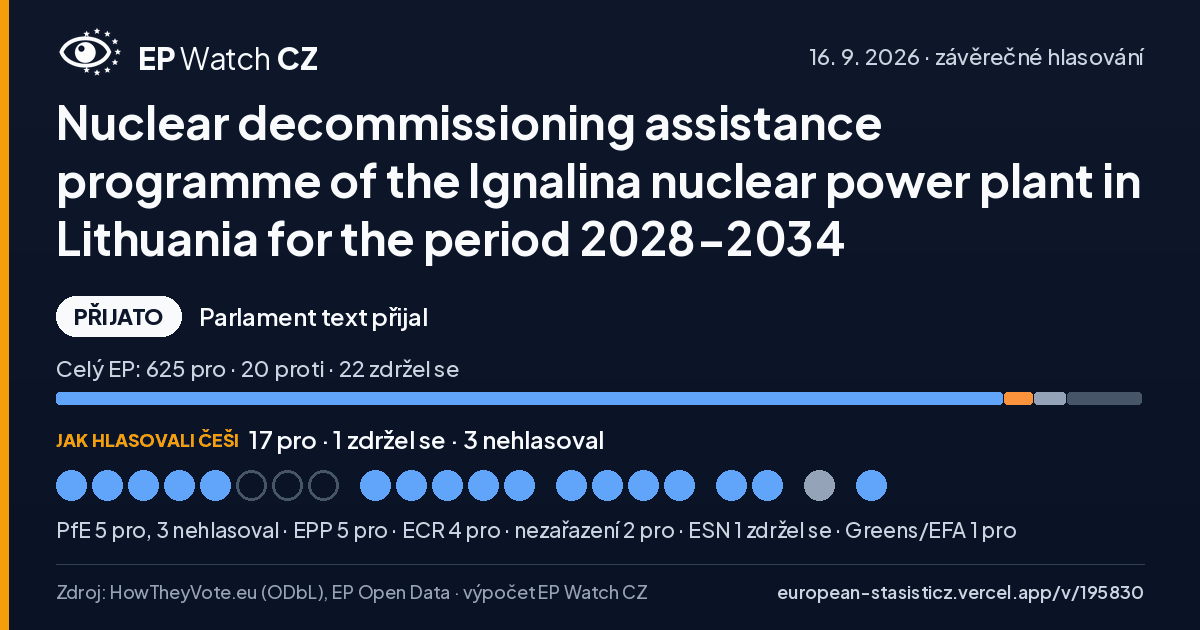 EP Watch CZ
16. 9. 2026 · závěrečné hlasování
Nuclear decommissioning assistance
programme of the Ignalina nuclear power plant in
Lithuania for the period 2028–2034
PŘIJATO Parlament text přijal
Celý EP: 625 pro · 20 proti · 22 zdržel se
JAK HLASOVALI ČEŠI 17 pro · 1 zdržel se · 3 nehlasoval
PfE 5 pro, 3 nehlasoval · EPP 5 pro · ECR 4 pro · nezařazení 2 pro · ESN 1 zdržel se · Greens/EFA 1 pro
Zdroj: HowTheyVote.eu (ODbL), EP Open Data · výpočet EP Watch CZ
european-stasisticz.vercel.app/v/195830